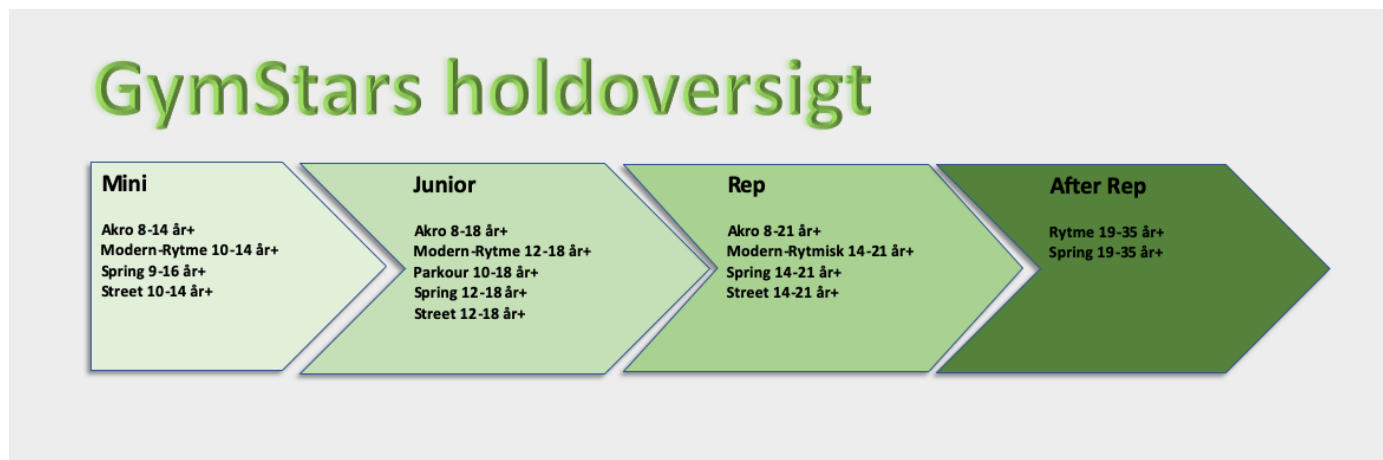 GymStars holdoversigt
Mini
Akro 8-14 år+
Modern-Rytme 10-14 år+
Spring 9-16 år+
Street 10-14 år+
Junior
Akro 8-18 år+
Modern-Rytme 12-18 år+
Parkour 10-18 år+
Spring 12-18 år+
Street 12-18 år+
Rep
Akro 8-21 år+
Modern-Rytmisk 14-21 år+
Spring 14-21 år+
Street 14-21 år+
After Rep
Rytme 19-35 år+
Spring 19-35 år+